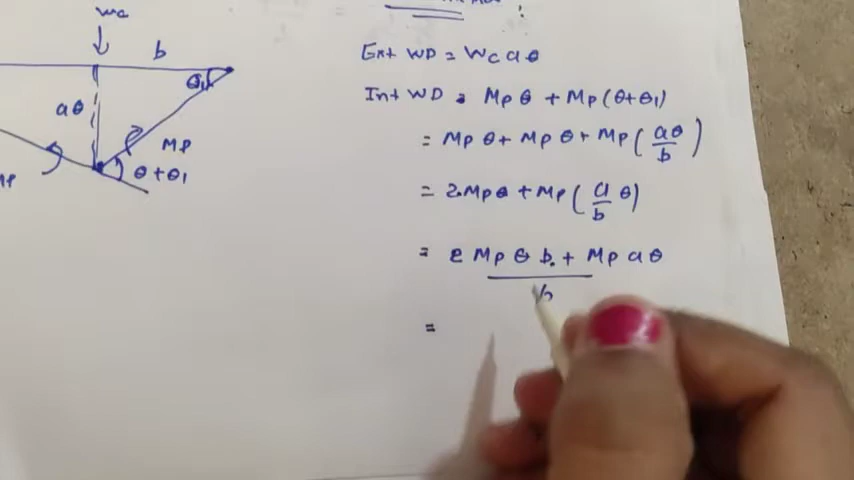 wc
b
θ1
aθ
MP
θ+θ1
Ext WD = Wc a θ
Int WD = Mp θ + Mp(θ+θ1)
= Mp θ + Mp θ + Mp(aθ/b)
= 2Mpθ + Mp(a/b θ)
= 2 Mp θ b + Mp a θ
b
=